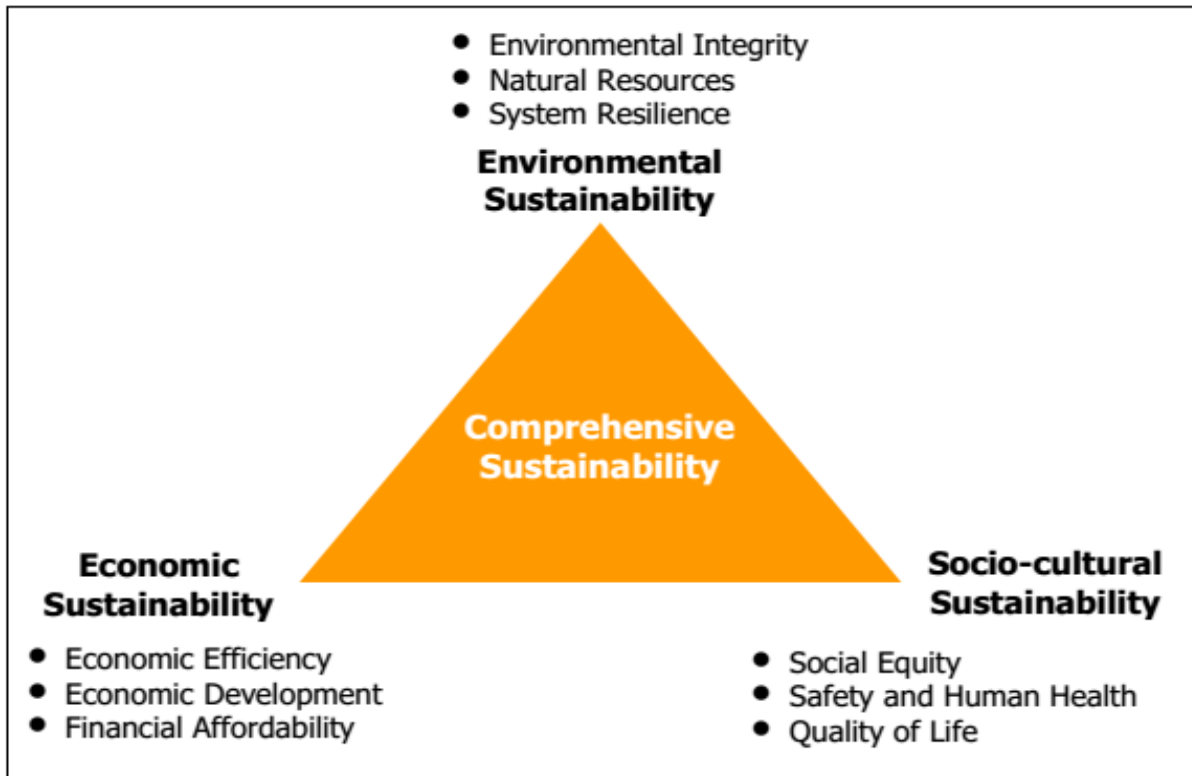 ● Environmental Integrity
● Natural Resources
● System Resilience
Environmental
Sustainability
Comprehensive
Sustainability
Economic
Sustainability
● Economic Efficiency
● Economic Development
● Financial Affordability
Socio-cultural
Sustainability
● Social Equity
● Safety and Human Health
● Quality of Life